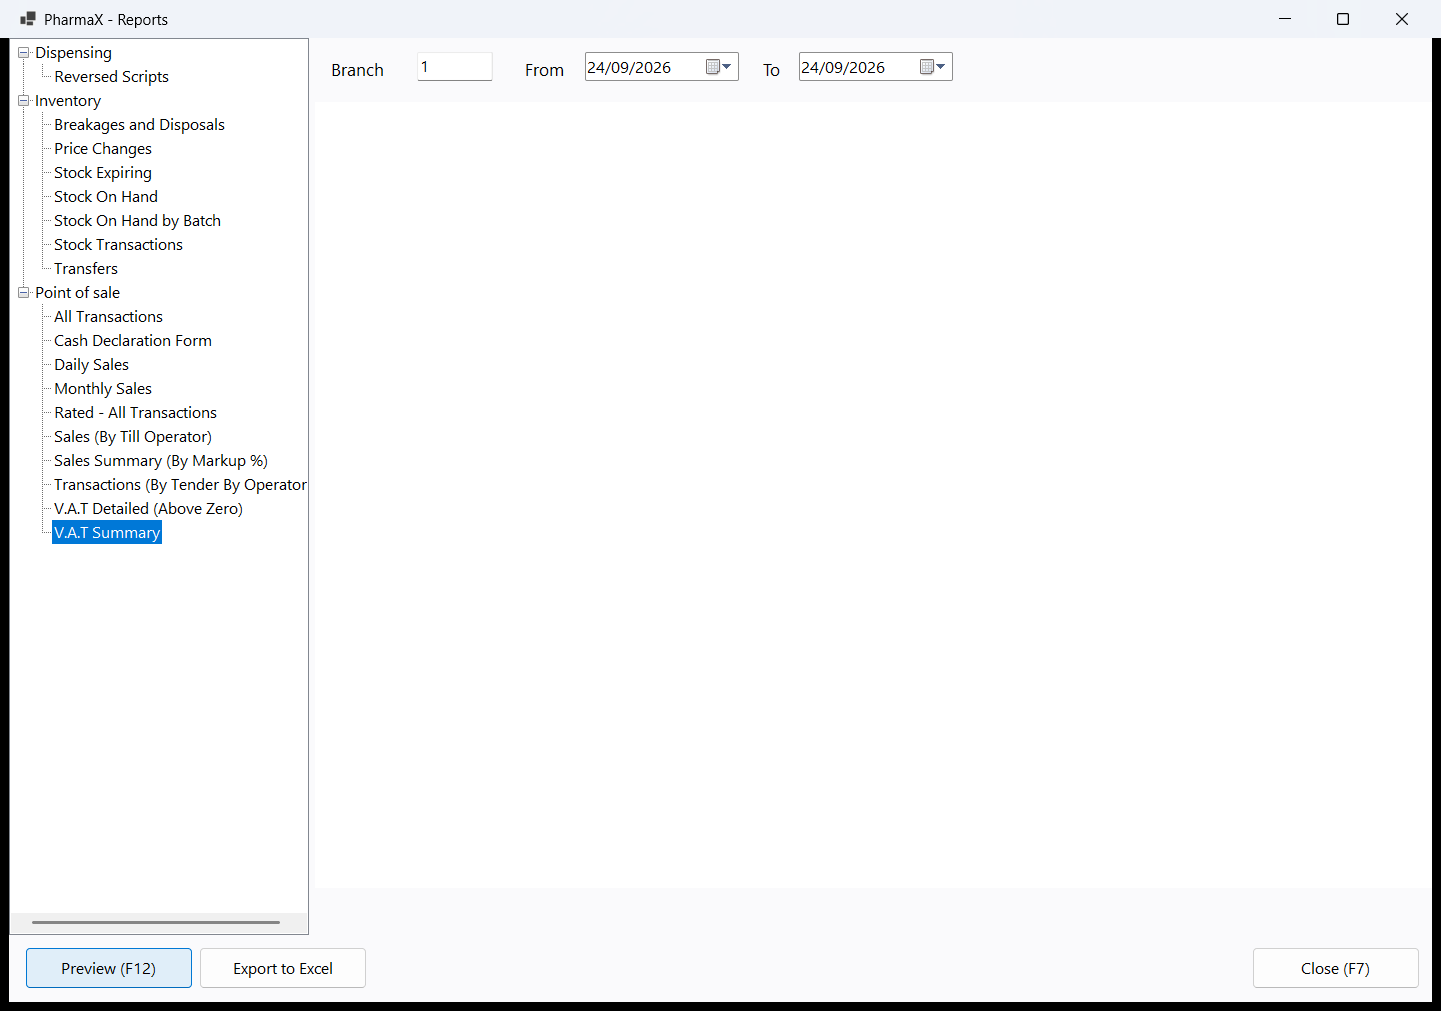 PharmaX - Reports
Dispensing
Reversed Scripts
Inventory
Breakages and Disposals
Price Changes
Stock Expiring
Stock On Hand
Stock On Hand by Batch
Stock Transactions
Transfers
Point of sale
All Transactions
Cash Declaration Form
Daily Sales
Monthly Sales
Rated - All Transactions
Sales (By Till Operator)
Sales Summary (By Markup %)
Transactions (By Tender By Operator
V.A.T Detailed (Above Zero)
V.A.T Summary
Branch 1 From 24/09/2026 To 24/09/2026
Preview (F12) Export to Excel Close (F7)